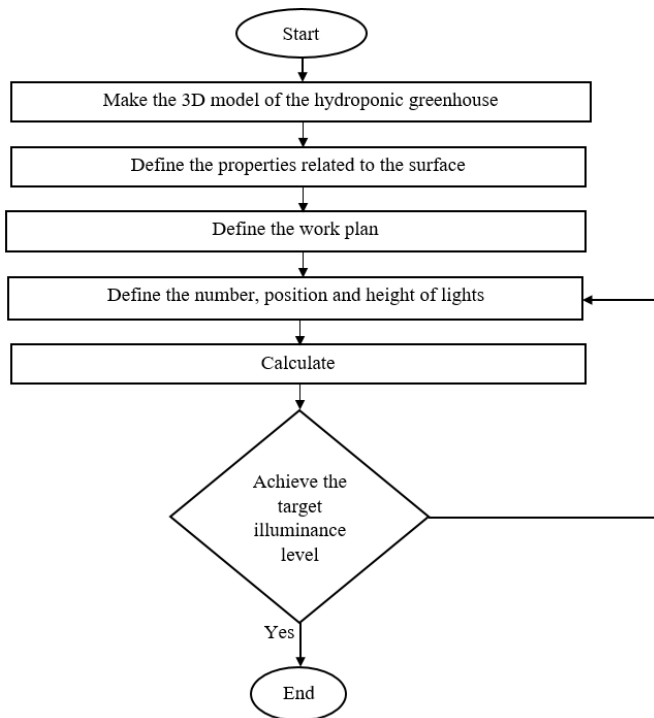 Start
Make the 3D model of the hydroponic greenhouse
Define the properties related to the surface
Define the work plan
Define the number, position and height of lights
Calculate
Achieve the
target
illuminance
level
Yes
End